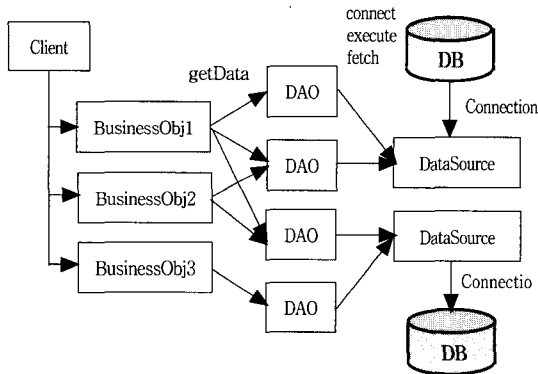 connect
execute
fetch
Client
DB
getData
DAO
Connection
BusinessObj1
DAO
DataSource
BusinessObj2
DAO
DataSource
BusinessObj3
Connectio
DAO
DB